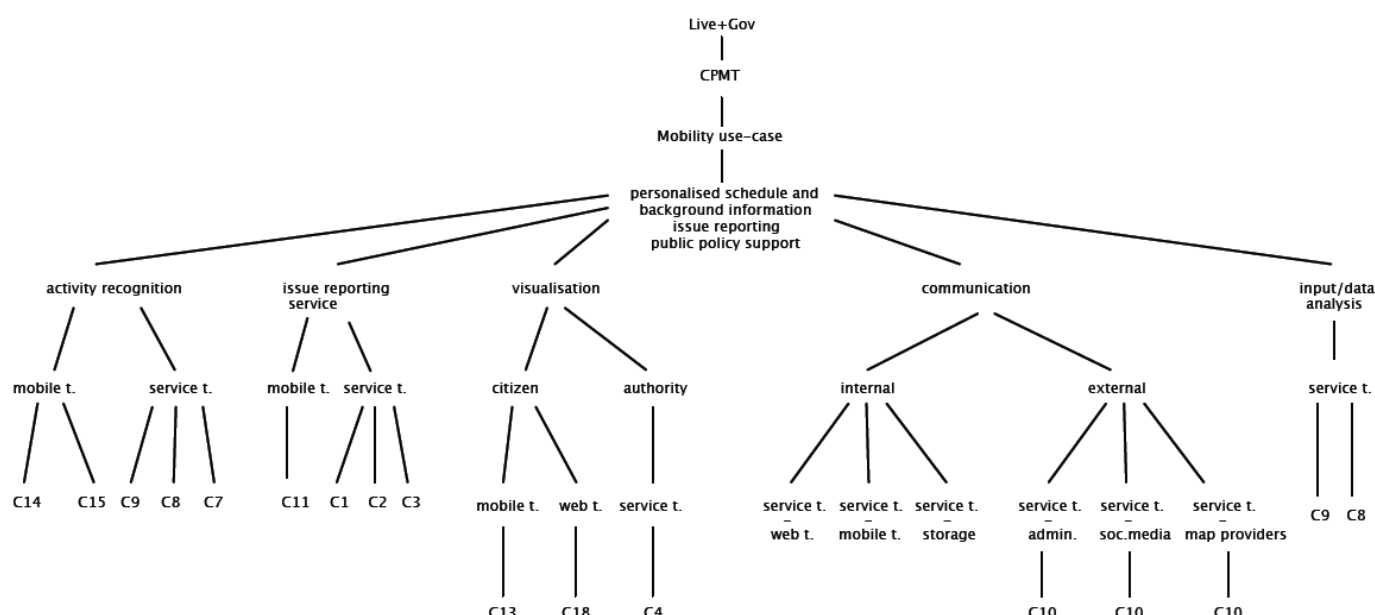 Live+Gov
CPMT
Mobility use-case
personalised schedule and
background information
issue reporting
public policy support
activity recognition
issue reporting
service
visualisation
communication
input/data
analysis
mobile t.
service t.
mobile t.
service t.
citizen
authority
internal
external
service t.
C14
C15
C9
C8
C7
C11
C1
C2
C3
mobile t.
web t.
service t.
service t.
–
web t.
service t.
–
mobile t.
service t.
–
storage
service t.
–
admin.
service t.
–
soc.media
service t.
–
map providers
C9
C8
C13
C18
C4
C10
C10
C10